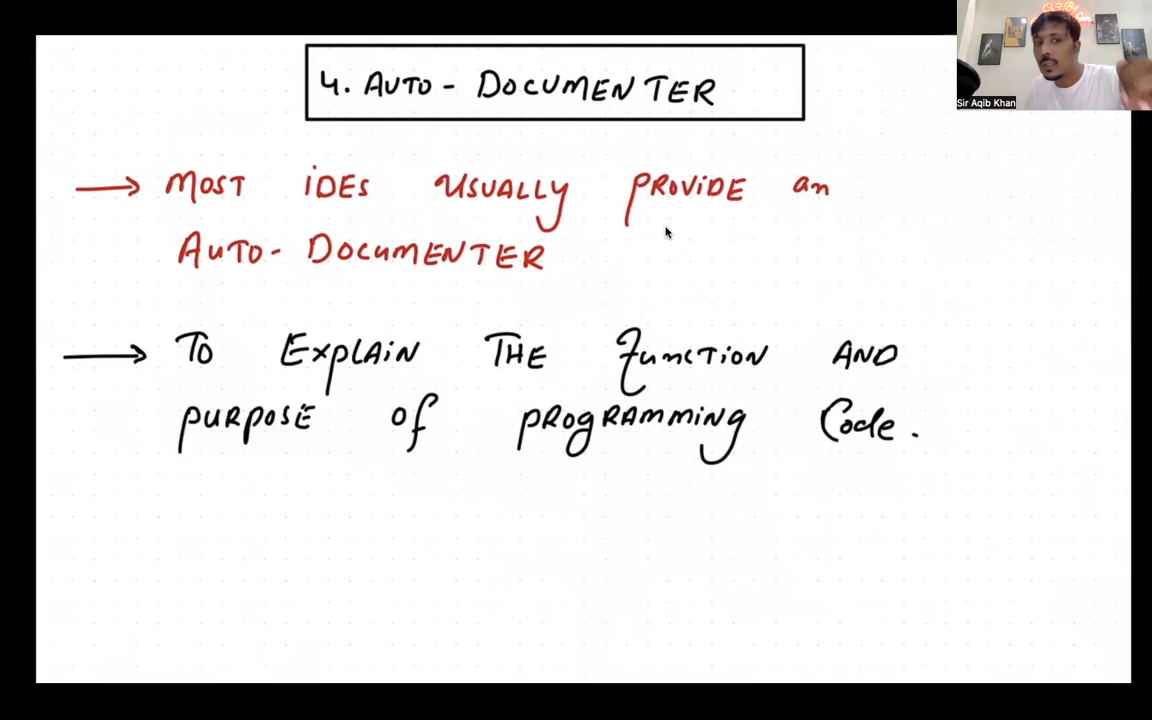 4. AUTO - DOCUMENTER
Sir Aqib Khan
→ MOST iDEs USUALLY PROViDE an
AUTO- DOCUMENTER
→ TO EXPLAiN THE fUNCTiON AND
PURPOSE of PROgRAMMiNg Code.